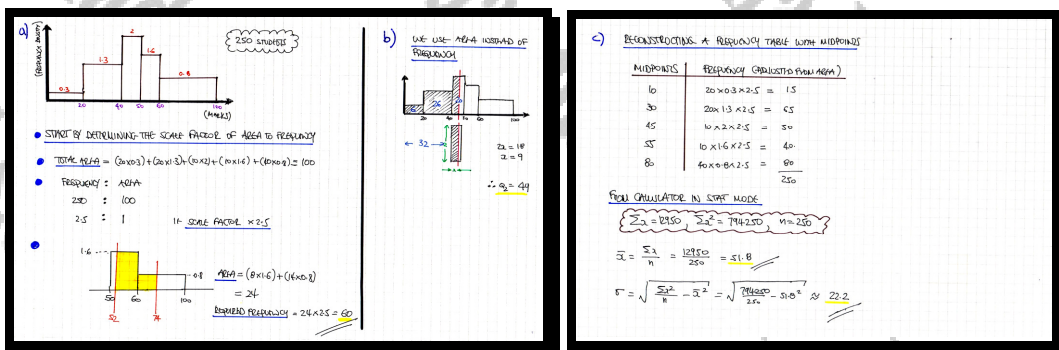 a)
(FREQUENCY DENSITY)
2
1.6
1.3
0.8
0.3
20 40 50 60 100
(MARKS)
250 STUDENTS
START BY DETERMINING THE SCALE FACTOR OF AREA TO FREQUENCY
TOTAL AREA = (20×0.3)+(20×1.3)+(10×2)+(10×1.6)+(40×0.8) = 100
FREQUENCY : AREA
250 : 100
2.5 : 1 IE SCALE FACTOR ×2.5
1.6
0.8
50 60 100
52 74
AREA = (8×1.6)+(14×0.8)
= 24
REQUIRED FREQUENCY = 24×2.5 = 60
b) WE USE AREA INSTEAD OF
FREQUENCY
6 26
20 40 60 100
← 32 →
2x = 18
x = 9
∴ Q₂ = 49
c) RECONSTRUCTING A FREQUENCY TABLE WITH MIDPOINTS
MIDPOINTS FREQUENCY (ADJUSTED FROM AREA)
10 20×0.3×2.5 = 15
30 20×1.3×2.5 = 65
45 10×2×2.5 = 50
55 10×1.6×2.5 = 40
80 40×0.8×2.5 = 80
250
FROM CALCULATOR IN STAT MODE
Σx = 12950, Σx² = 794250, n = 250
x̄ = Σx/n = 12950/250 = 51.8
σ = √(Σx²/n − x̄²) = √(794250/250 − 51.8²) ≈ 22.2